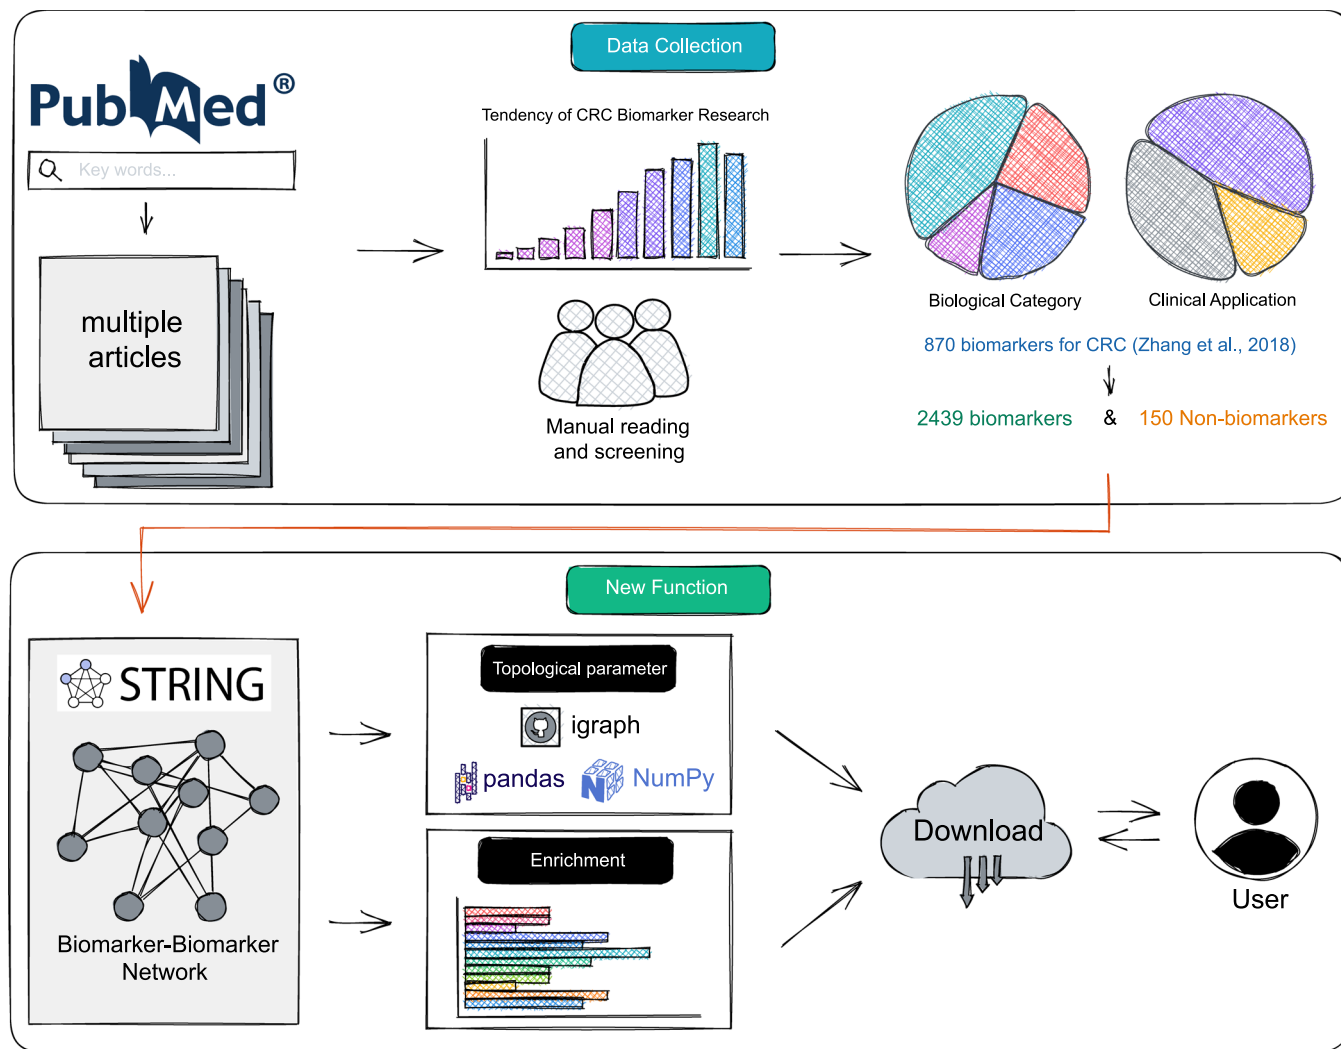 Data Collection
PubMed®
Key words...
multiple
articles
Tendency of CRC Biomarker Research
Manual reading
and screening
Biological Category
Clinical Application
870 biomarkers for CRC (Zhang et al., 2018)
2439 biomarkers & 150 Non-biomarkers
New Function
STRING
Biomarker-Biomarker
Network
Topological parameter
igraph
pandas
NumPy
Enrichment
Download
User